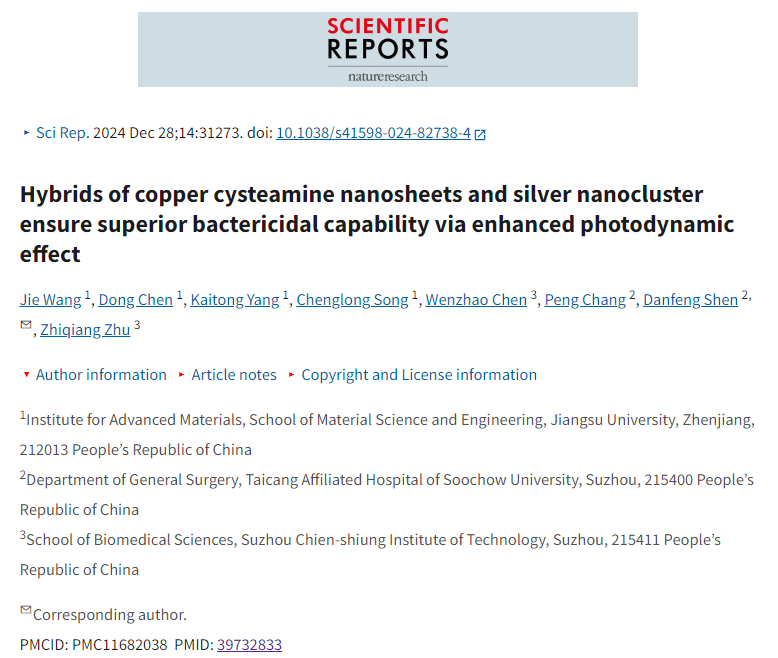 SCIENTIFIC
REPORTS
natureresearch
Sci Rep. 2024 Dec 28;14:31273. doi: 10.1038/s41598-024-82738-4
Hybrids of copper cysteamine nanosheets and silver nanocluster
ensure superior bactericidal capability via enhanced photodynamic
effect
Jie Wang 1, Dong Chen 1, Kaitong Yang 1, Chenglong Song 1, Wenzhao Chen 3, Peng Chang 2, Danfeng Shen 2,
✉, Zhiqiang Zhu 3
Author information Article notes Copyright and License information
1Institute for Advanced Materials, School of Material Science and Engineering, Jiangsu University, Zhenjiang,
212013 People’s Republic of China
2Department of General Surgery, Taicang Affiliated Hospital of Soochow University, Suzhou, 215400 People’s
Republic of China
3School of Biomedical Sciences, Suzhou Chien-shiung Institute of Technology, Suzhou, 215411 People’s
Republic of China
✉Corresponding author.
PMCID: PMC11682038 PMID: 39732833